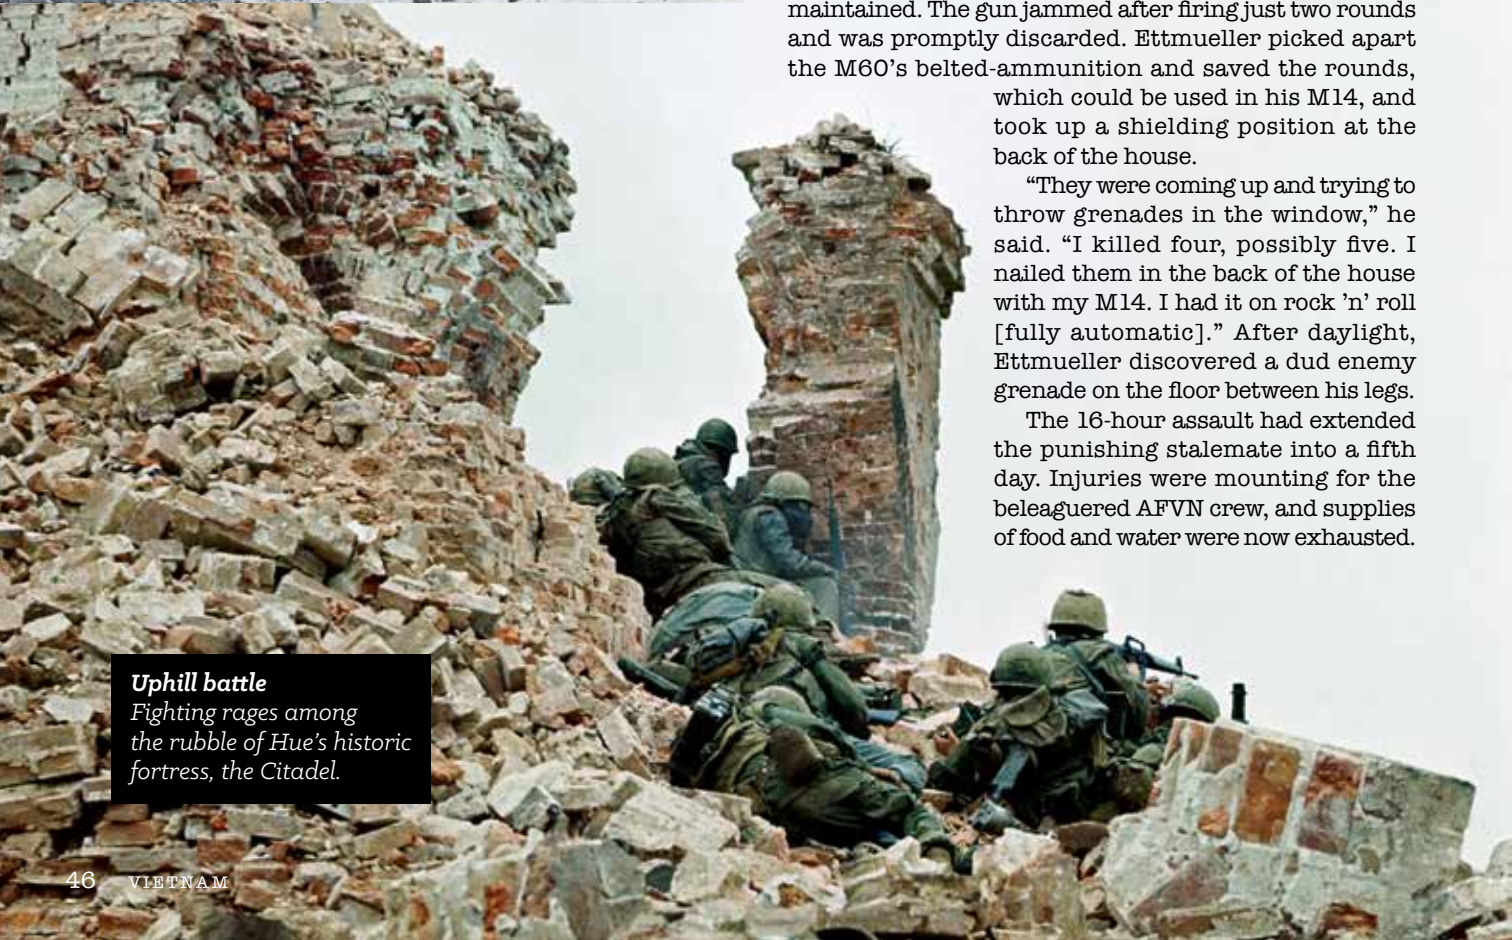 maintained. The gun jammed after firing just two rounds
and was promptly discarded. Ettmueller picked apart
the M60’s belted-ammunition and saved the rounds,
which could be used in his M14, and
took up a shielding position at the
back of the house.
“They were coming up and trying to
throw grenades in the window,” he
said. “I killed four, possibly five. I
nailed them in the back of the house
with my M14. I had it on rock ’n’ roll
[fully automatic].” After daylight,
Ettmueller discovered a dud enemy
grenade on the floor between his legs.
The 16-hour assault had extended
the punishing stalemate into a fifth
day. Injuries were mounting for the
beleaguered AFVN crew, and supplies
of food and water were now exhausted.
Uphill battle
Fighting rages among
the rubble of Hue’s historic
fortress, the Citadel.
46 VIETNAM